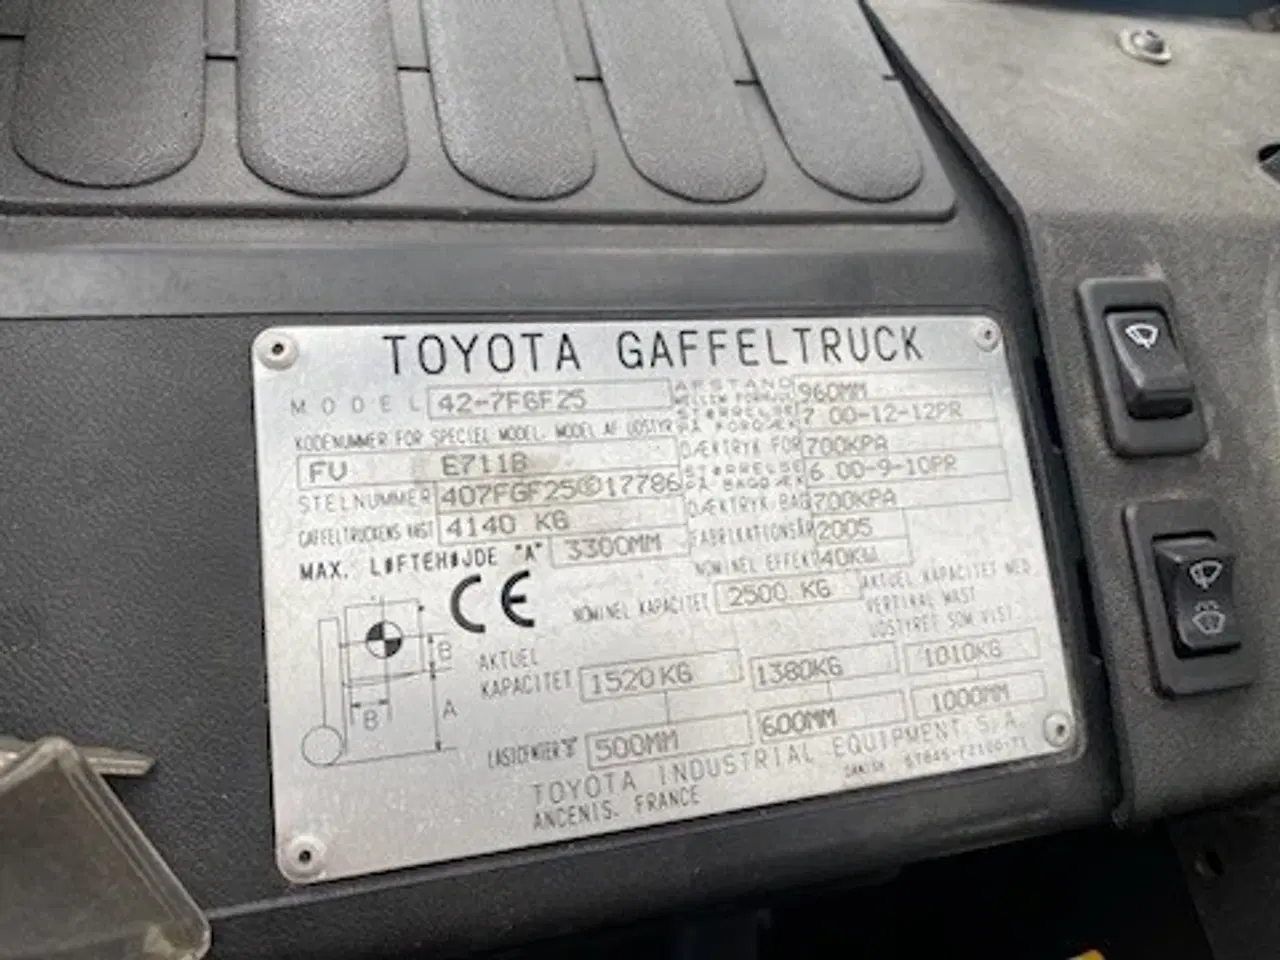 TOYOTA GAFFELTRUCK
MODEL 42-7FGF25
AFSTAND MELLEM FORHJUL 960MM
KODENUMMER FOR SPECIEL MODEL. MODEL AF UDSTYR
STØRRELSE PÅ FORDÆK 7.00-12-12PR
FV E711B
DÆKTRYK FOR 700KPA
STELNUMMER 407FGF25 17786
STØRRELSE PÅ BAGDÆK 6.00-9-10PR
GAFFELTRUCKENS VÆGT 4140 KG
DÆKTRYK BAG 700KPA
MAX. LØFTEHØJDE "A" 3300MM
FABRIKATIONSÅR 2005
NOMINEL EFFEKT 40KW
CE
NOMINEL KAPACITET 2500 KG
AKTUEL KAPACITET MED
VERTIKAL MAST
UDSTYRET SOM VIST
B
B
A
AKTUEL
KAPACITET 1520KG 1380KG 1010KG
500MM 600MM 1000MM
TOYOTA INDUSTRIAL EQUIPMENT S.A.
ANCENIS. FRANCE
DANISH